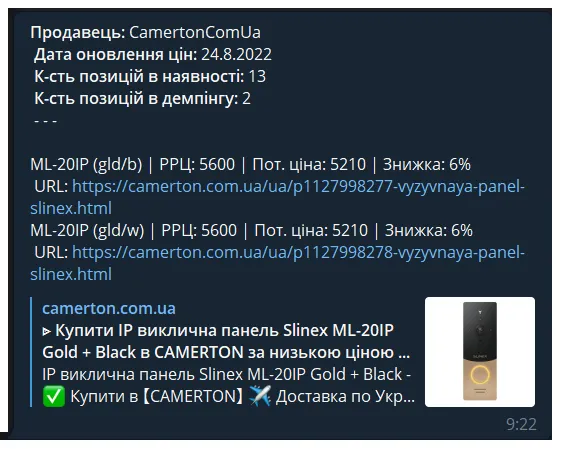 Продавець: CamertonComUa
Дата оновлення цін: 24.8.2022
К-сть позицій в наявності: 13
К-сть позицій в демпінгу: 2
- - -
ML-20IP (gld/b) | РРЦ: 5600 | Пот. ціна: 5210 | Знижка: 6%
URL: https://camerton.com.ua/ua/p1127998277-vyzyvnaya-panel-
slinex.html
ML-20IP (gld/w) | РРЦ: 5600 | Пот. ціна: 5210 | Знижка: 6%
URL: https://camerton.com.ua/ua/p1127998278-vyzyvnaya-panel-
slinex.html
camerton.com.ua
▹ Купити IP виклична панель Slinex ML-20IP
Gold + Black в CAMERTON за низькою ціною ...
IP виклична панель Slinex ML-20IP Gold + Black -
✅ Купити в【CAMERTON】 ✈️ Доставка по Укр...
9:22